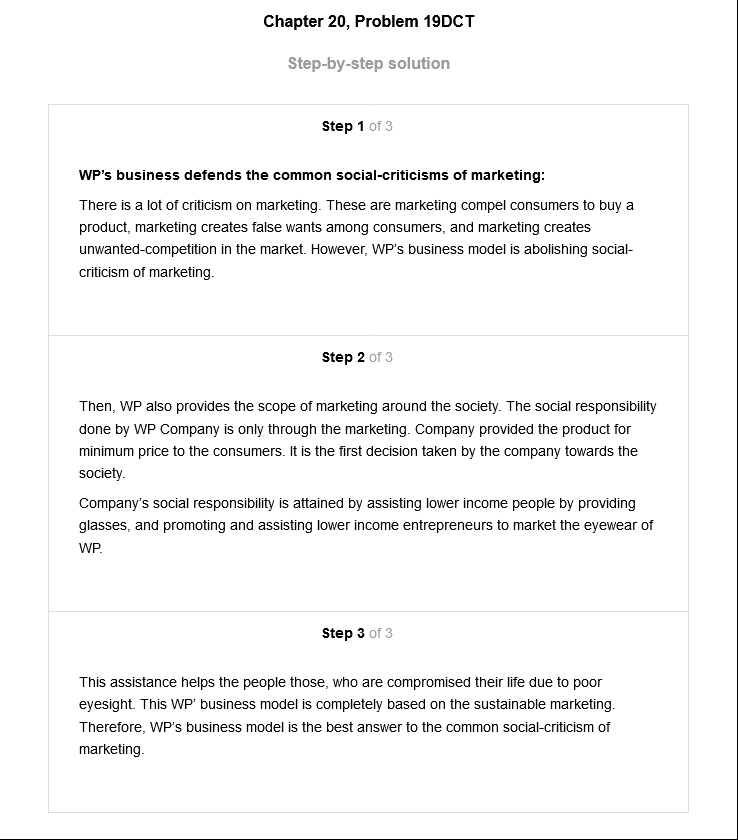 Chapter 20, Problem 19DCT
Step-by-step solution
Step 1 of 3
WP's business defends the common social-criticisms of marketing:
There is a lot of criticism on marketing. These are marketing compel consumers to buy a
product, marketing creates false wants among consumers, and marketing creates
unwanted-competition in the market. However, WP's business model is abolishing social-
criticism of marketing.
Step 2 of 3
Then, WP also provides the scope of marketing around the society. The social responsibility
done by WP Company is only through the marketing. Company provided the product for
minimum price to the consumers. It is the first decision taken by the company towards the
society.
Company's social responsibility is attained by assisting lower income people by providing
glasses, and promoting and assisting lower income entrepreneurs to market the eyewear of
WP.
Step 3 of 3
This assistance helps the people those, who are compromised their life due to poor
eyesight. This WP' business model is completely based on the sustainable marketing.
Therefore, WP's business model is the best answer to the common social-criticism of
marketing.